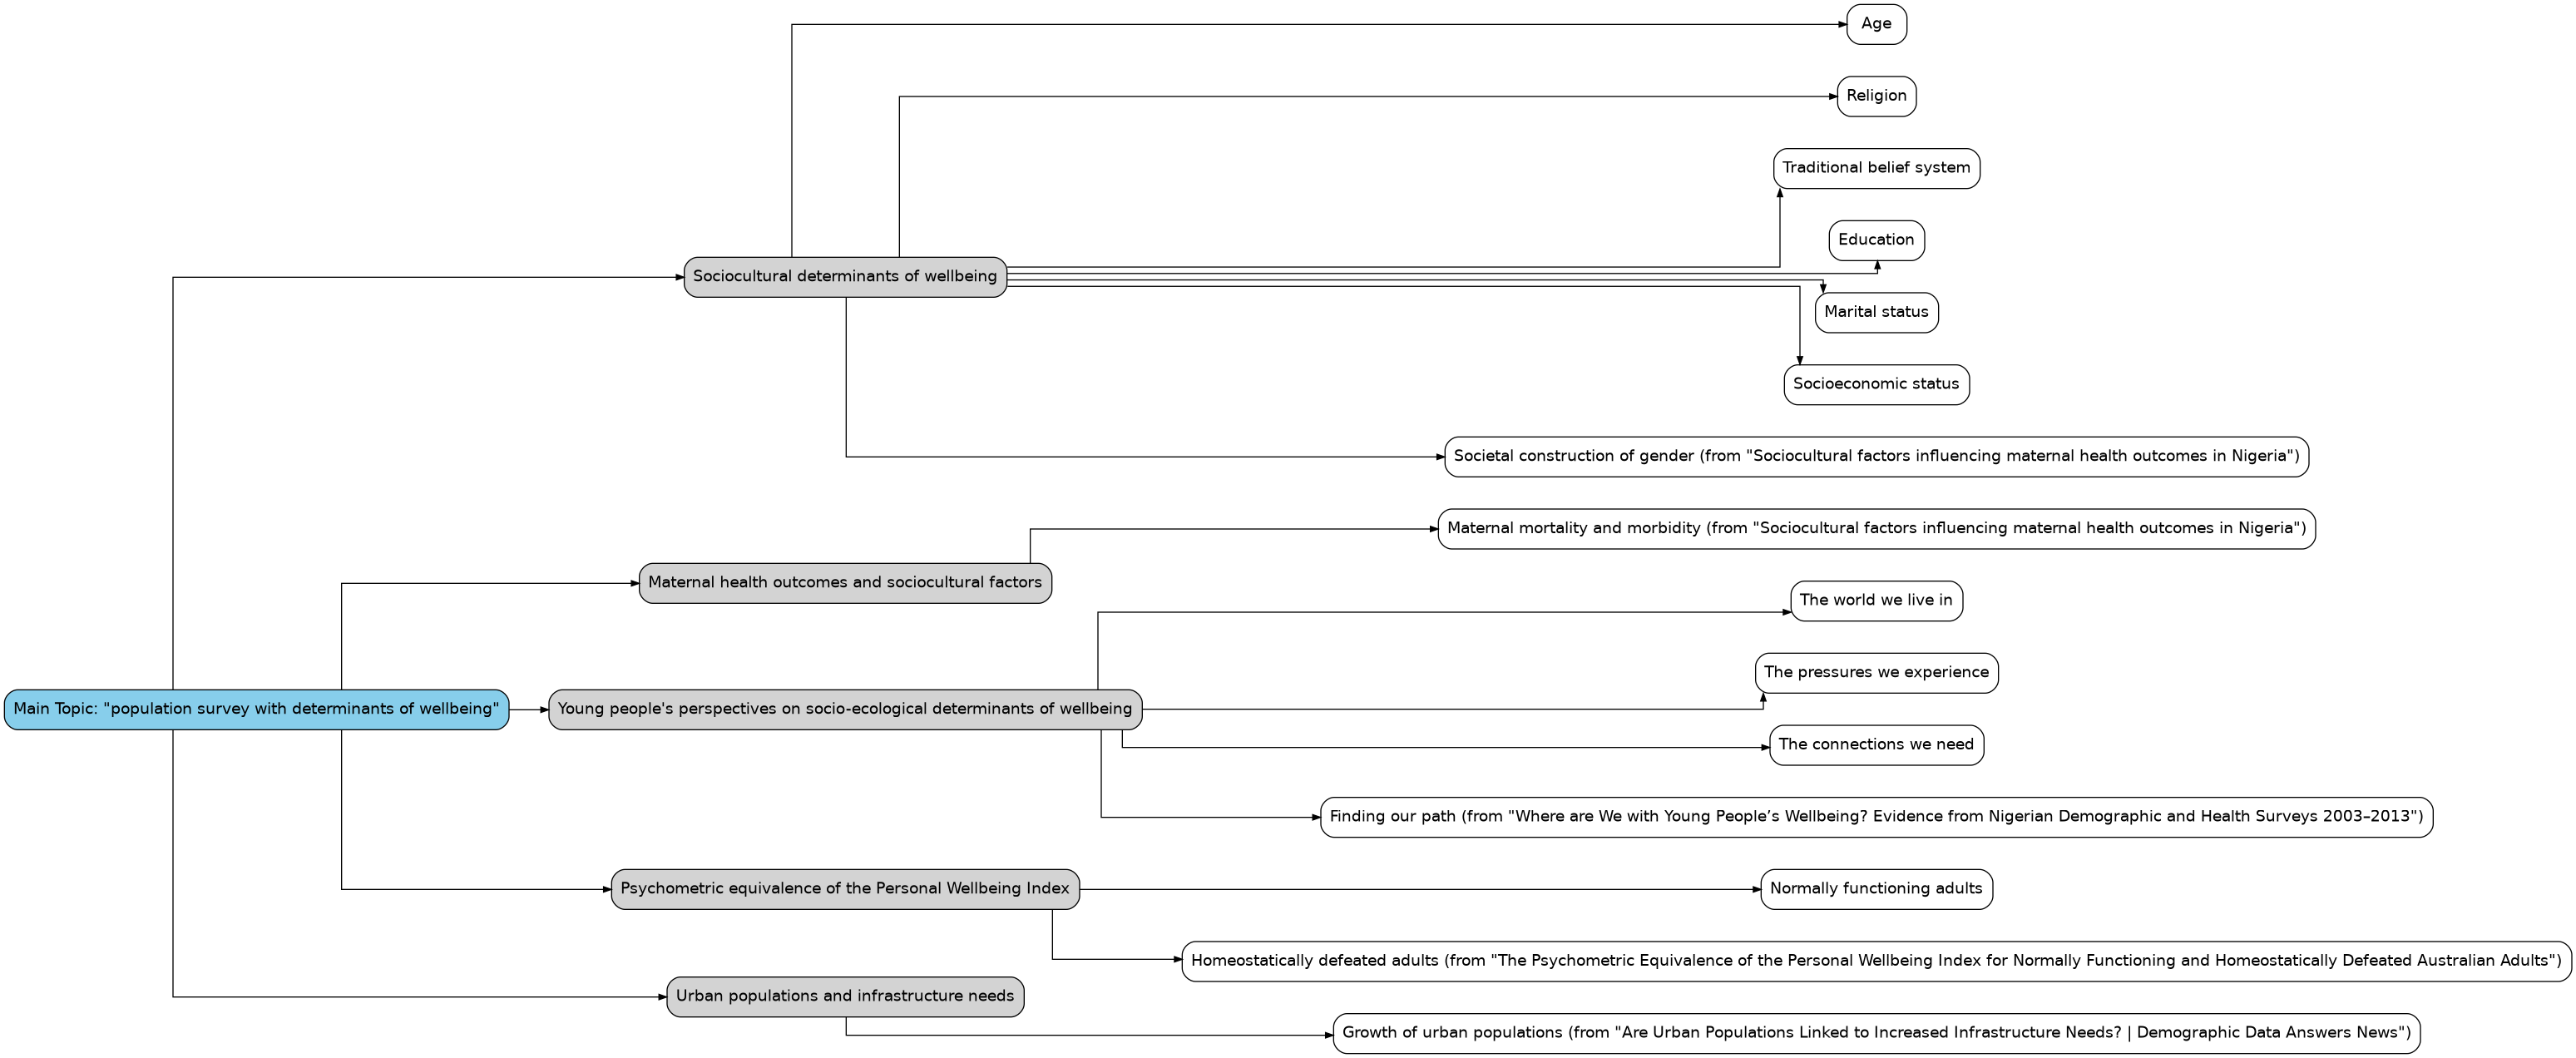 Main Topic: "population survey with determinants of wellbeing"
Sociocultural determinants of wellbeing
Age
Religion
Traditional belief system
Education
Marital status
Socioeconomic status
Societal construction of gender (from "Sociocultural factors influencing maternal health outcomes in Nigeria")
Maternal health outcomes and sociocultural factors
Maternal mortality and morbidity (from "Sociocultural factors influencing maternal health outcomes in Nigeria")
Young people's perspectives on socio-ecological determinants of wellbeing
The world we live in
The pressures we experience
The connections we need
Finding our path (from "Where are We with Young People’s Wellbeing? Evidence from Nigerian Demographic and Health Surveys 2003–2013")
Psychometric equivalence of the Personal Wellbeing Index
Normally functioning adults
Homeostatically defeated adults (from "The Psychometric Equivalence of the Personal Wellbeing Index for Normally Functioning and Homeostatically Defeated Australian Adults")
Urban populations and infrastructure needs
Growth of urban populations (from "Are Urban Populations Linked to Increased Infrastructure Needs? | Demographic Data Answers News")